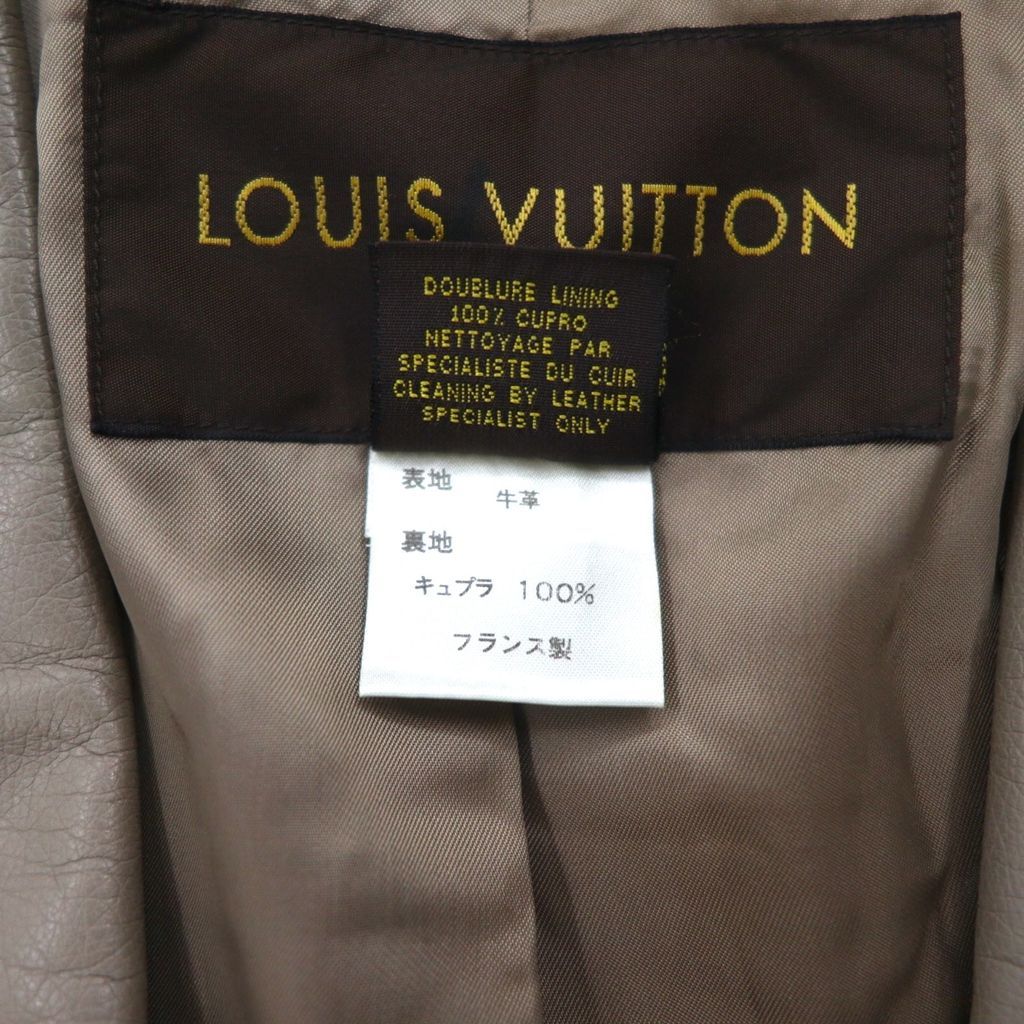 LOUIS VUITTON
DOUBLURE LINING
100% CUPRO
NETTOYAGE PAR
SPECIALISTE DU CUIR
CLEANING BY LEATHER
SPECIALIST ONLY
表地
牛革
裏地
キュプラ 100%
フランス製